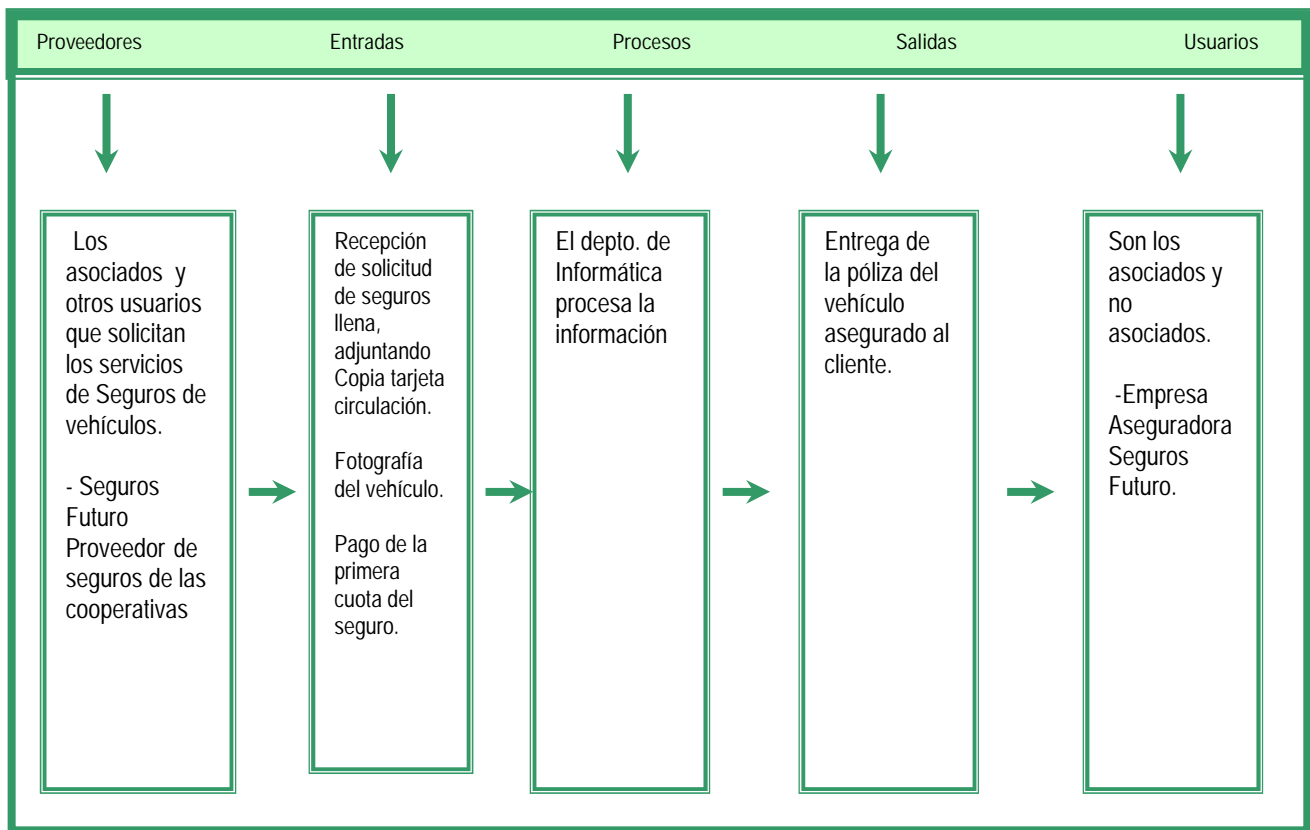 Proveedores Entradas Procesos Salidas Usuarios
Los
asociados y
otros usuarios
que solicitan
los servicios
de Seguros de
vehículos.
- Seguros
Futuro
Proveedor de
seguros de las
cooperativas
Recepción
de solicitud
de seguros
llena,
adjuntando
Copia tarjeta
circulación.
Fotografía
del vehículo.
Pago de la
primera
cuota del
seguro.
El depto. de
Informática
procesa la
información
Entrega de
la póliza del
vehículo
asegurado al
cliente.
Son los
asociados y
no
asociados.
-Empresa
Aseguradora
Seguros
Futuro.